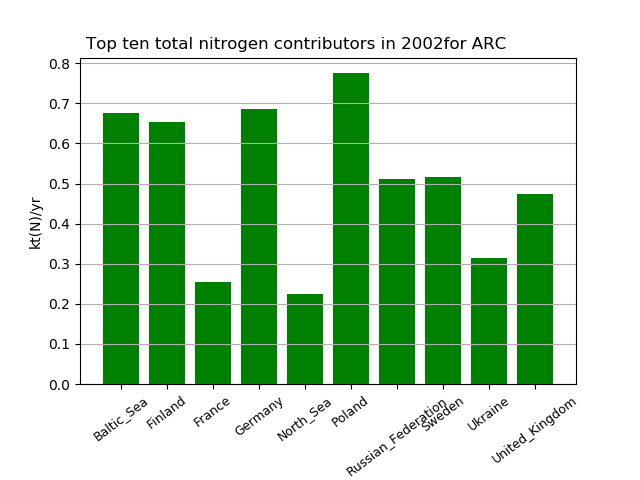 Top ten total nitrogen contributors in 2002for ARC
kt(N)/yr
0.8
0.7
0.6
0.5
0.4
0.3
0.2
0.1
0.0
Baltic_Sea
Finland
France
Germany
North_Sea
Poland
Russian_Federation
Sweden
Ukraine
United_Kingdom